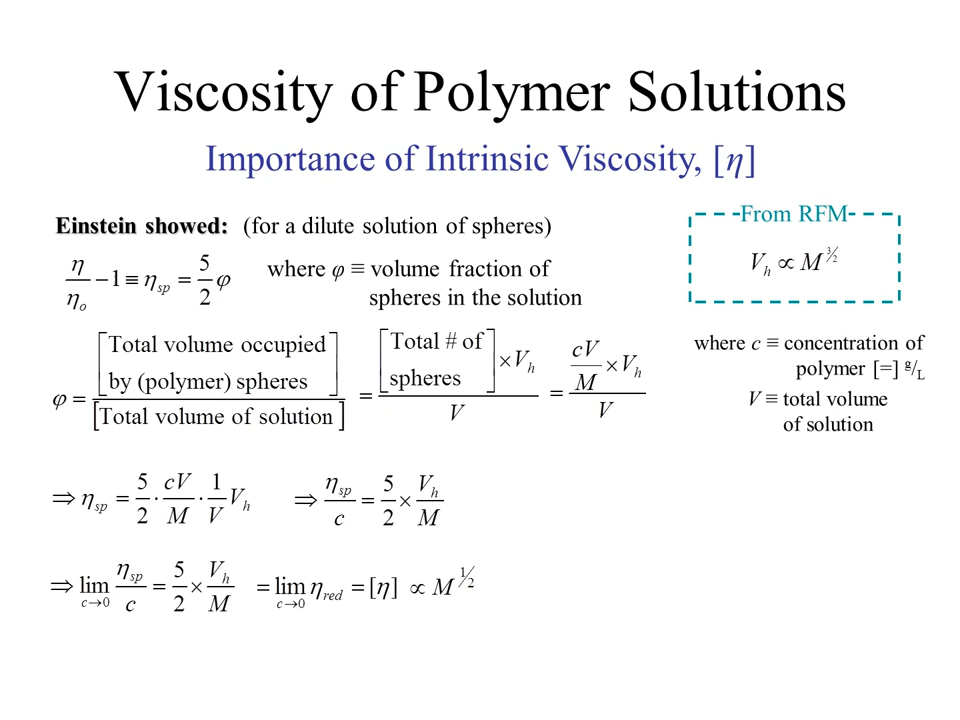 Viscosity of Polymer Solutions
Importance of Intrinsic Viscosity, [η]
Einstein showed: (for a dilute solution of spheres)
From RFM
η/ηₒ − 1 ≡ η_sp = 5/2 φ
where φ ≡ volume fraction of
spheres in the solution
V_h ∝ M^(3/2)
φ = [Total volume occupied
by (polymer) spheres]
[Total volume of solution]
= [Total # of
spheres] × V_h
V
= cV/M × V_h
V
where c ≡ concentration of
polymer [=] g/L
V ≡ total volume
of solution
⇒ η_sp = 5/2 · cV/M · 1/V V_h
⇒ η_sp/c = 5/2 × V_h/M
⇒ lim c→0 η_sp/c = 5/2 × V_h/M = lim c→0 η_red = [η] ∝ M^(1/2)